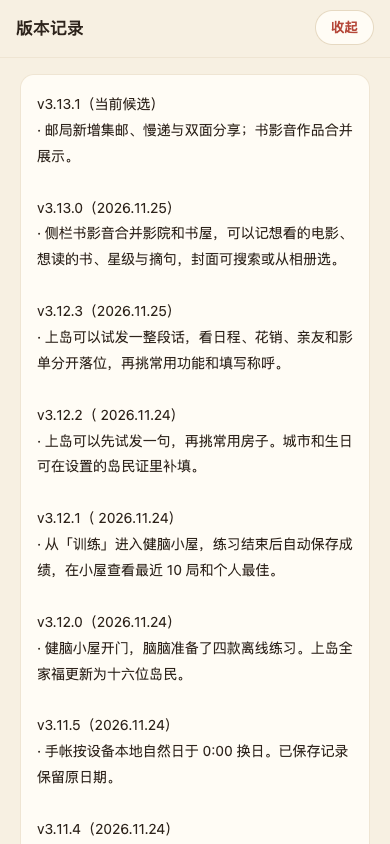 版本记录
收起
v3.13.1（当前候选）
· 邮局新增集邮、慢递与双面分享；书影音作品合并
展示。
v3.13.0（2026.11.25）
· 侧栏书影音合并影院和书屋，可以记想看的电影、
想读的书、星级与摘句，封面可搜索或从相册选。
v3.12.3（2026.11.25）
· 上岛可以试发一整段话，看日程、花销、亲友和影
单分开落位，再挑常用功能和填写称呼。
v3.12.2（ 2026.11.24）
· 上岛可以先试发一句，再挑常用房子。城市和生日
可在设置的岛民证里补填。
v3.12.1（ 2026.11.24）
· 从「训练」进入健脑小屋，练习结束后自动保存成
绩，在小屋查看最近 10 局和个人最佳。
v3.12.0（2026.11.24）
· 健脑小屋开门，脑脑准备了四款离线练习。上岛全
家福更新为十六位岛民。
v3.11.5（2026.11.24）
· 手帐按设备本地自然日于 0:00 换日。已保存记录
保留原日期。
v3.11.4（2026.11.24）